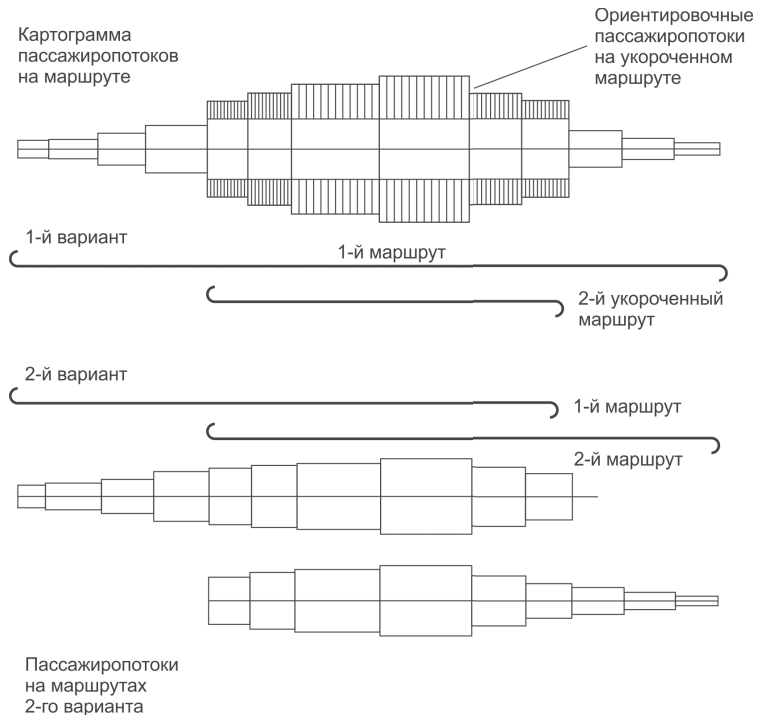 Картограмма
пассажиропотоков
на маршруте
Ориентировочные
пассажиропотоки
на укороченном
маршруте
1-й вариант
1-й маршрут
2-й укороченный
маршрут
2-й вариант
1-й маршрут
2-й маршрут
Пассажиропотоки
на маршрутах
2-го варианта